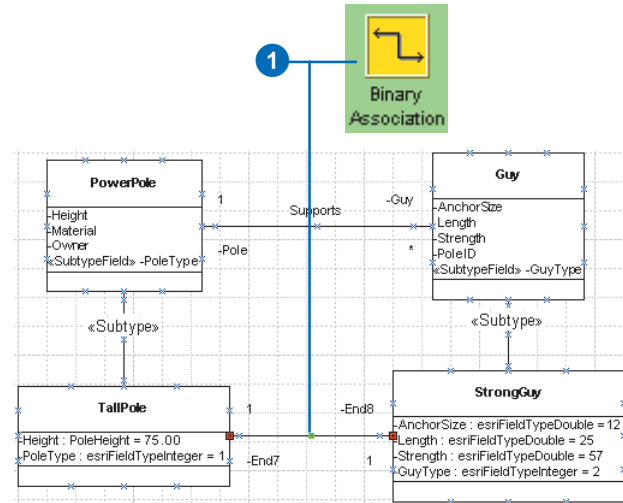 1
Binary
Association
PowerPole
-Height
-Material
-Owner
«SubtypeField» -PoleType
1
Supports
-Guy
-Pole
*
Guy
-AnchorSize
-Length
-Strength
-PoleID
«SubtypeField» -GuyType
«Subtype»
«Subtype»
TallPole
-Height : PoleHeight = 75.00
-PoleType : esriFieldTypeInteger = 1
1
-End8
-End7
1
StrongGuy
-AnchorSize : esriFieldTypeDouble = 12
-Length : esriFieldTypeDouble = 25
-Strength : esriFieldTypeDouble = 57
-GuyType : esriFieldTypeInteger = 2